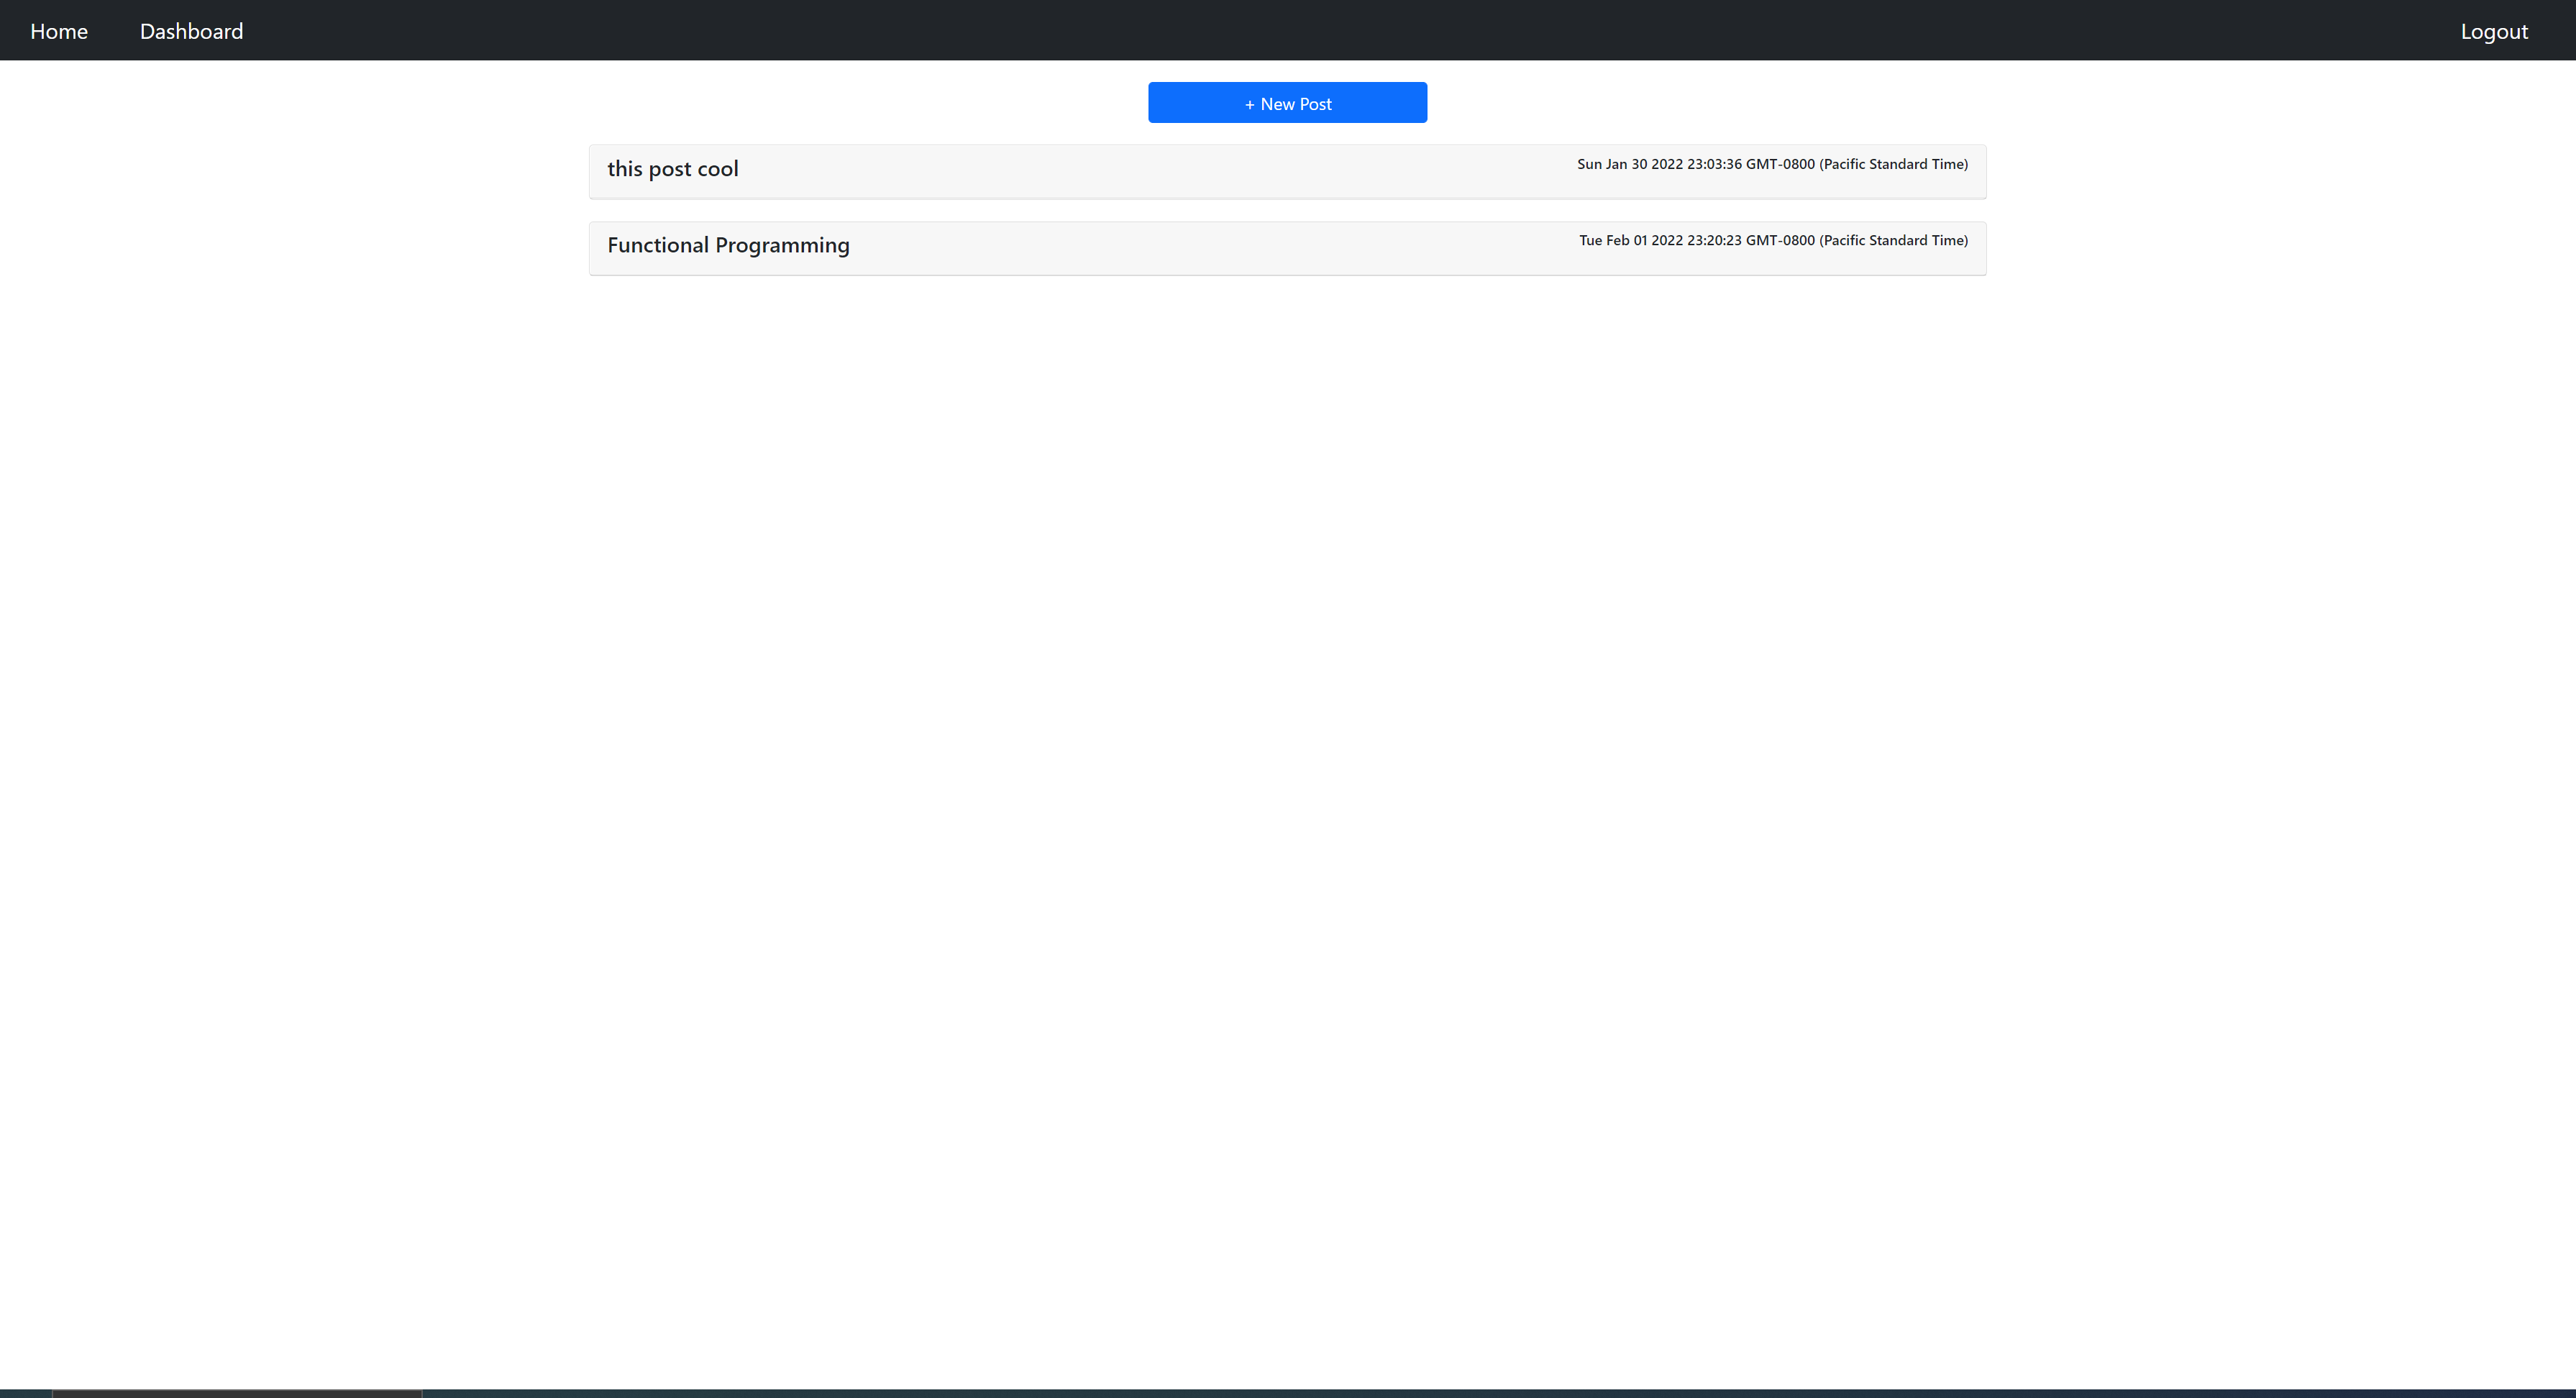 Home Dashboard Logout
+ New Post
this post cool Sun Jan 30 2022 23:03:36 GMT-0800 (Pacific Standard Time)
Functional Programming Tue Feb 01 2022 23:20:23 GMT-0800 (Pacific Standard Time)